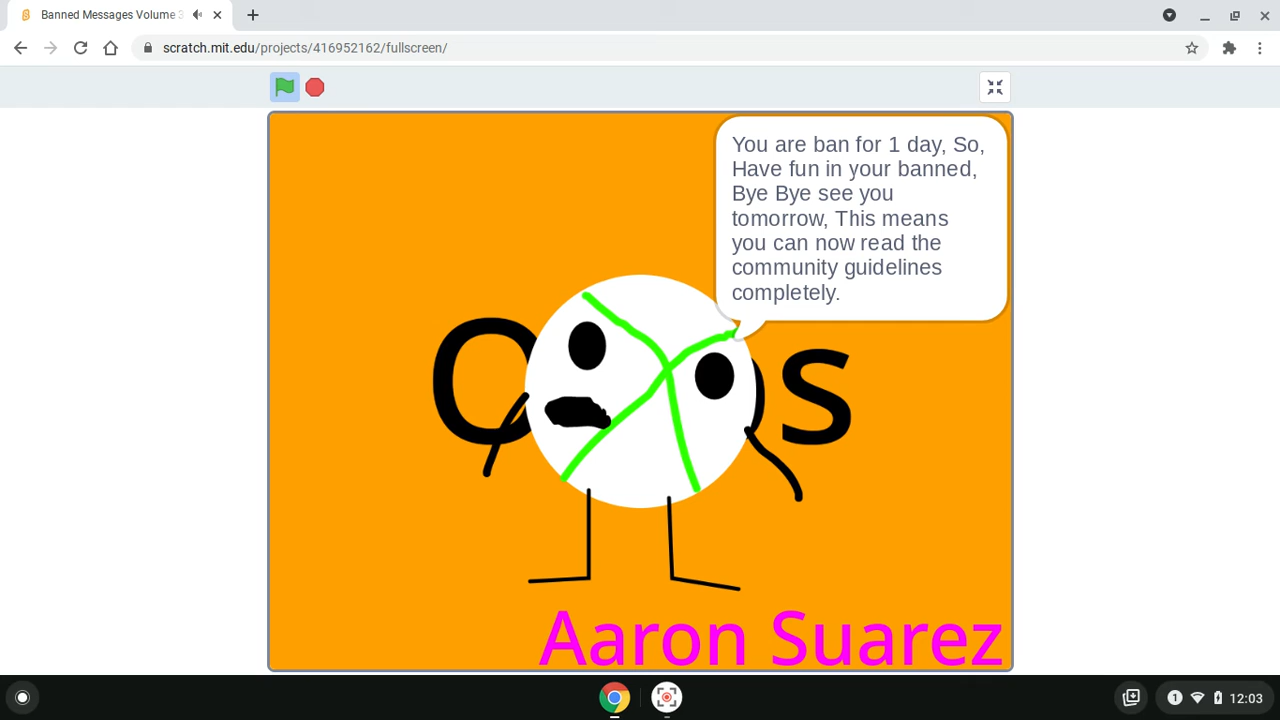 Banned Messages Volume 3
scratch.mit.edu/projects/416952162/fullscreen/
You are ban for 1 day, So,
Have fun in your banned,
Bye Bye see you
tomorrow, This means
you can now read the
community guidelines
completely.
Aaron Suarez
1
12:03